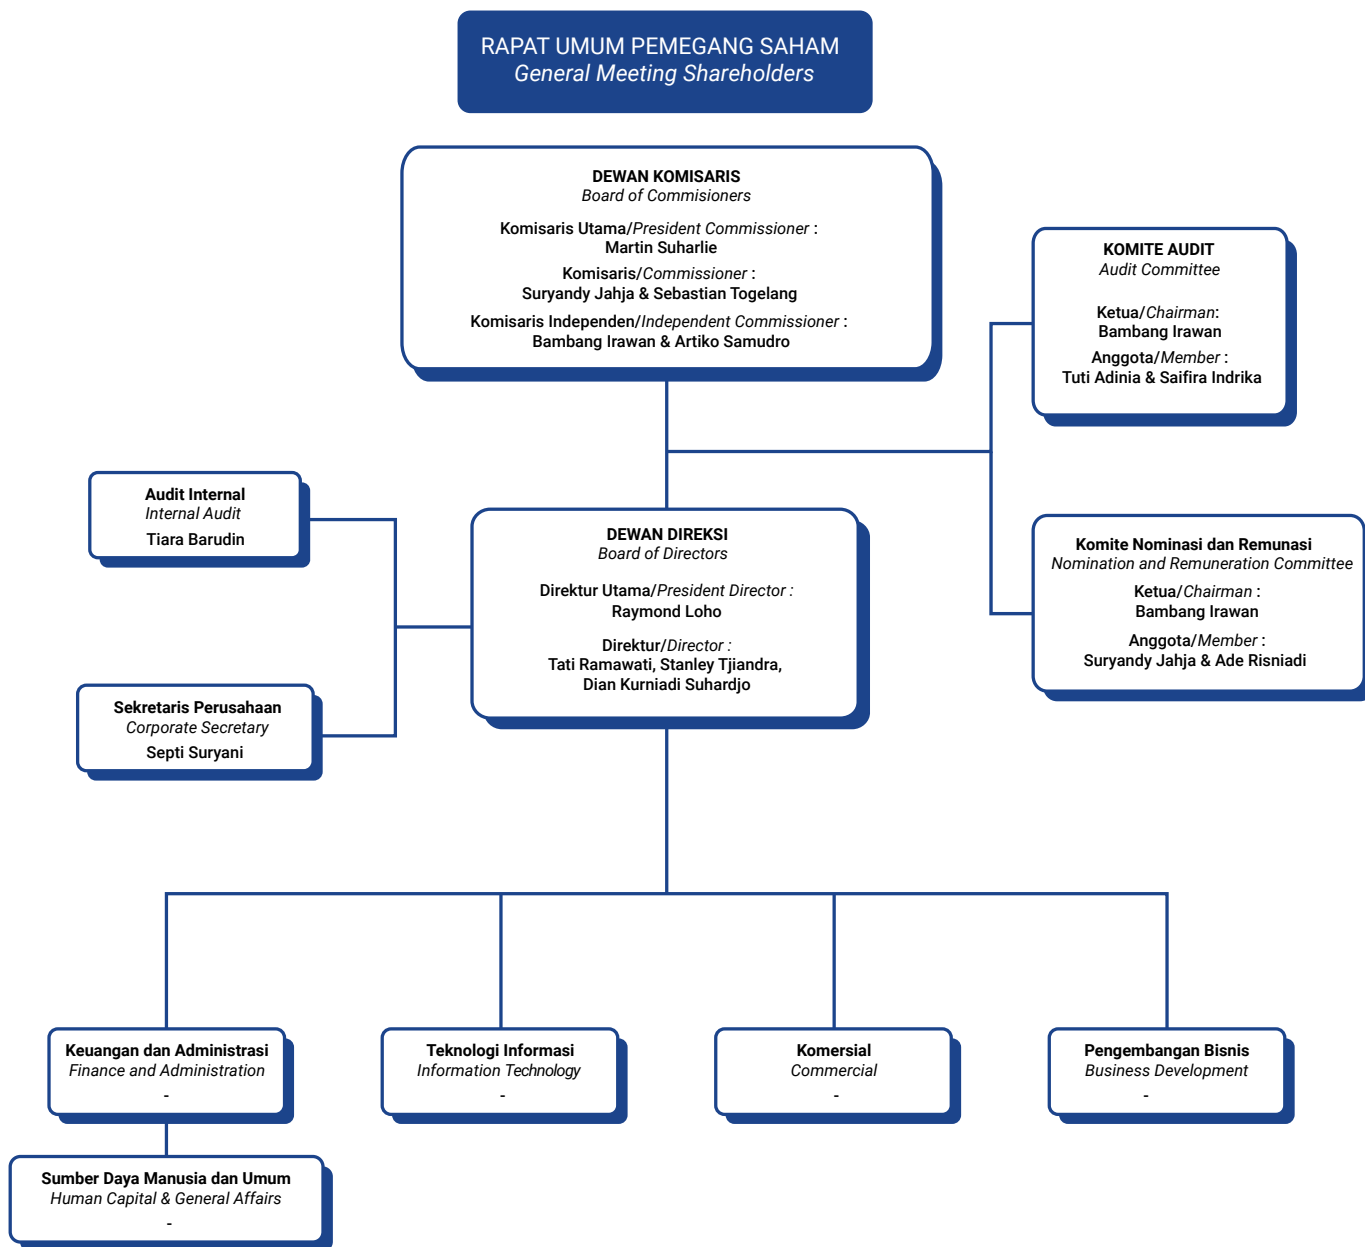 RAPAT UMUM PEMEGANG SAHAM
General Meeting Shareholders
DEWAN KOMISARIS
Board of Commisioners
Komisaris Utama/President Commissioner :
Martin Suharlie
Komisaris/Commissioner :
Suryandy Jahja & Sebastian Togelang
Komisaris Independen/Independent Commissioner :
Bambang Irawan & Artiko Samudro
KOMITE AUDIT
Audit Committee
Ketua/Chairman:
Bambang Irawan
Anggota/Member :
Tuti Adinia & Saifira Indrika
Audit Internal
Internal Audit
Tiara Barudin
DEWAN DIREKSI
Board of Directors
Direktur Utama/President Director :
Raymond Loho
Direktur/Director :
Tati Ramawati, Stanley Tjiandra,
Dian Kurniadi Suhardjo
Komite Nominasi dan Remunasi
Nomination and Remuneration Committee
Ketua/Chairman :
Bambang Irawan
Anggota/Member :
Suryandy Jahja & Ade Risniadi
Sekretaris Perusahaan
Corporate Secretary
Septi Suryani
Keuangan dan Administrasi
Finance and Administration
-
Teknologi Informasi
Information Technology
-
Komersial
Commercial
-
Pengembangan Bisnis
Business Development
-
Sumber Daya Manusia dan Umum
Human Capital & General Affairs
-